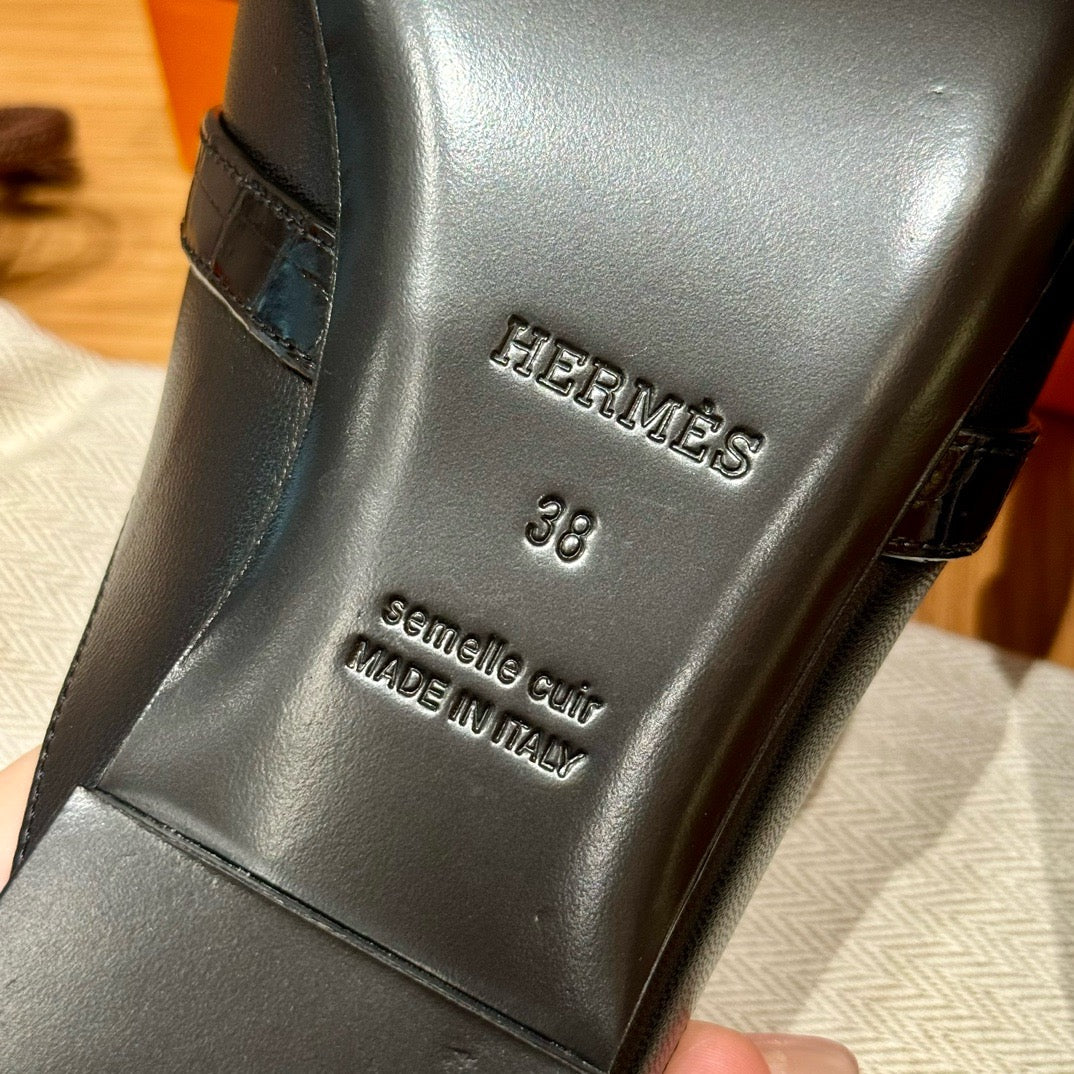 HERMÈS
38
semelle cuir
MADE IN ITALY